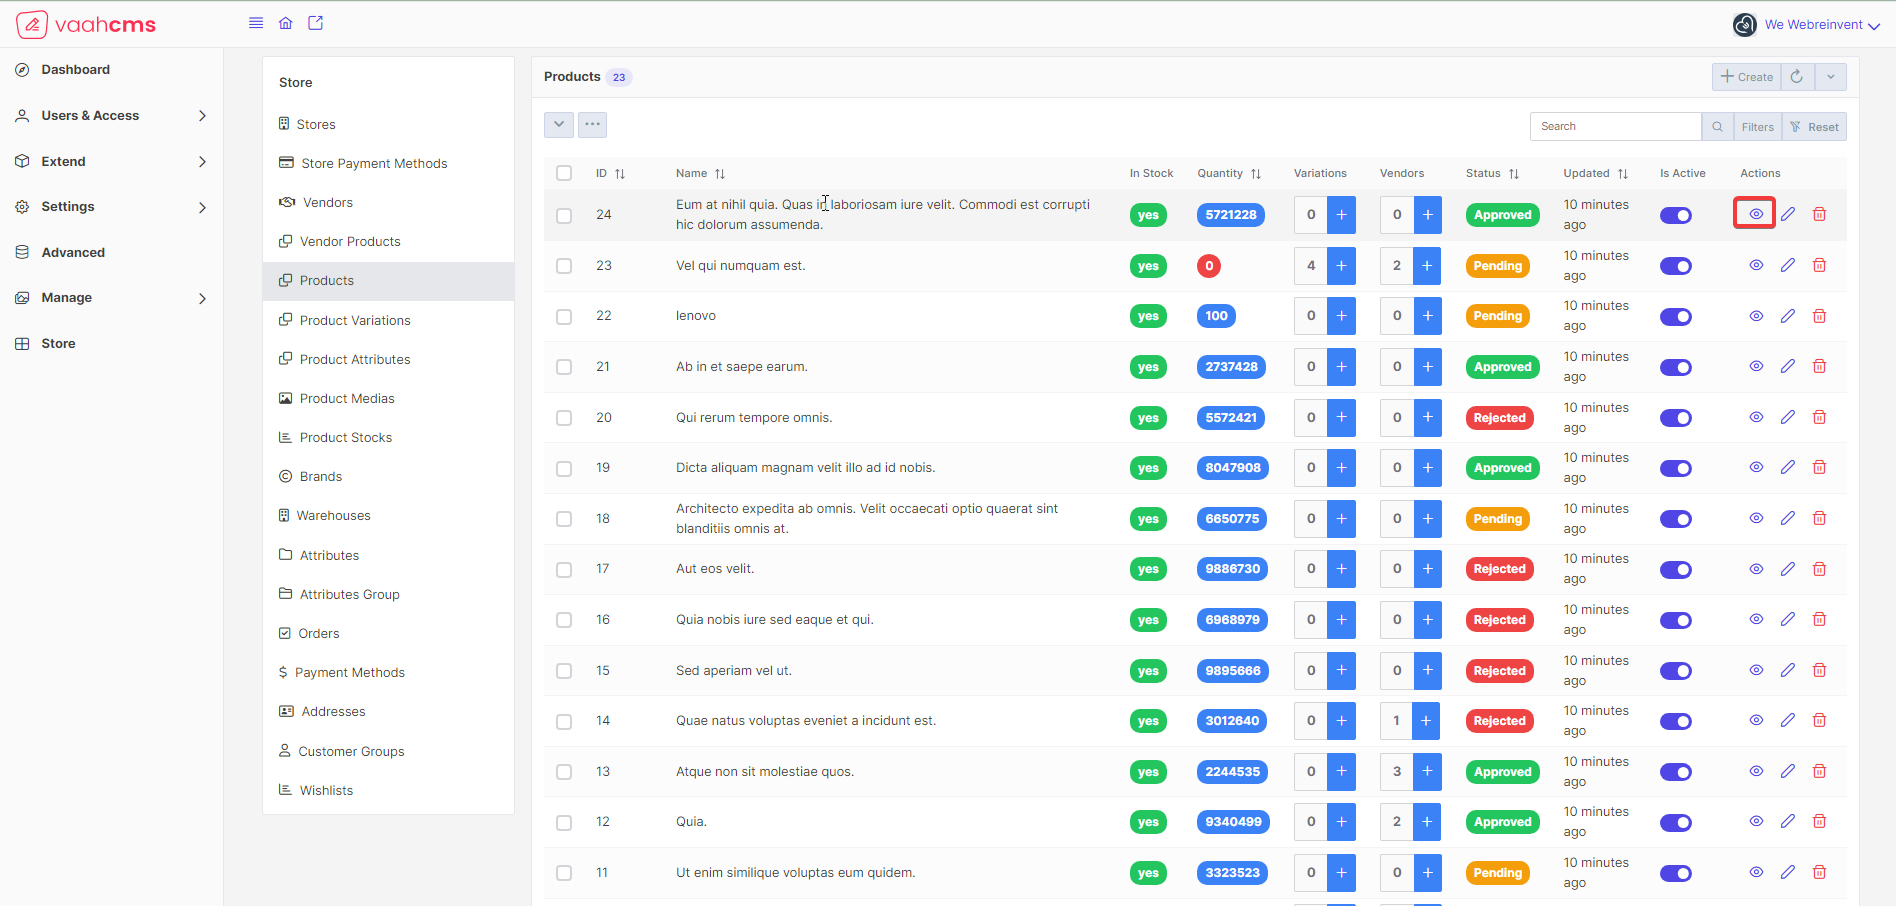 vaahcms
We Webreinvent
Dashboard
Users & Access
Extend
Settings
Advanced
Manage
Store
Store
Stores
Store Payment Methods
Vendors
Vendor Products
Products
Product Variations
Product Attributes
Product Medias
Product Stocks
Brands
Warehouses
Attributes
Attributes Group
Orders
Payment Methods
Addresses
Customer Groups
Wishlists
Products 23
Create
Search Filters Reset
ID Name In Stock Quantity Variations Vendors Status Updated Is Active Actions
24 Eum at nihil quia. Quas in laboriosam iure velit. Commodi est corrupti yes 5721228 0 + 0 + Approved 10 minutes
hic dolorum assumenda. ago
23 Vel qui numquam est. yes 0 4 + 2 + Pending 10 minutes
ago
22 lenovo yes 100 0 + 0 + Pending 10 minutes
ago
21 Ab in et saepe earum. yes 2737428 0 + 0 + Approved 10 minutes
ago
20 Qui rerum tempore omnis. yes 5572421 0 + 0 + Rejected 10 minutes
ago
19 Dicta aliquam magnam velit illo ad id nobis. yes 8047908 0 + 0 + Approved 10 minutes
ago
18 Architecto expedita ab omnis. Velit occaecati optio quaerat sint yes 6650775 0 + 0 + Pending 10 minutes
blanditiis omnis at. ago
17 Aut eos velit. yes 9886730 0 + 0 + Rejected 10 minutes
ago
16 Quia nobis iure sed eaque et qui. yes 6968979 0 + 0 + Rejected 10 minutes
ago
15 Sed aperiam vel ut. yes 9895666 0 + 0 + Rejected 10 minutes
ago
14 Quae natus voluptas eveniet a incidunt est. yes 3012640 0 + 1 + Rejected 10 minutes
ago
13 Atque non sit molestiae quos. yes 2244535 0 + 3 + Approved 10 minutes
ago
12 Quia. yes 9340499 0 + 2 + Approved 10 minutes
ago
11 Ut enim similique voluptas eum quidem. yes 3323523 0 + 0 + Pending 10 minutes
ago